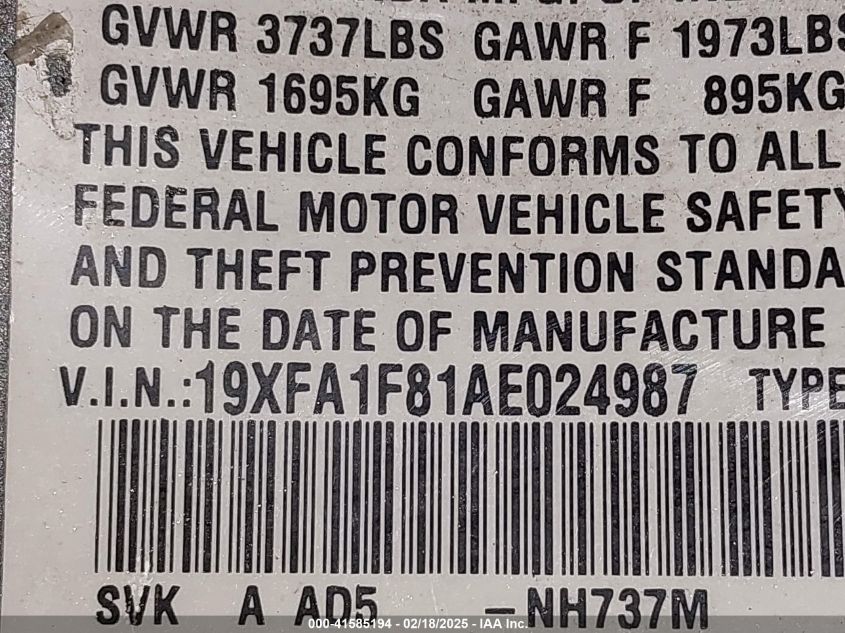 GVWR 3737LBS GAWR F 1973LBS
GVWR 1695KG GAWR F 895KG
THIS VEHICLE CONFORMS TO ALL
FEDERAL MOTOR VEHICLE SAFETY
AND THEFT PREVENTION STANDA
ON THE DATE OF MANUFACTURE
V.I.N.:19XFA1F81AE024987 TYPE
SVK A AD5 –NH737M
000-41585194 - 02/18/2025 - IAA Inc.